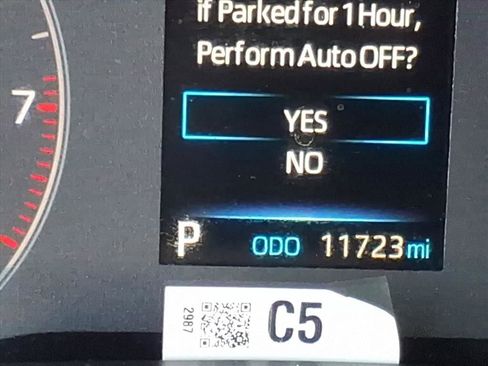 if Parked for 1 Hour,
Perform Auto OFF?
YES
NO
7
P ODO 11723 mi
2987 C5